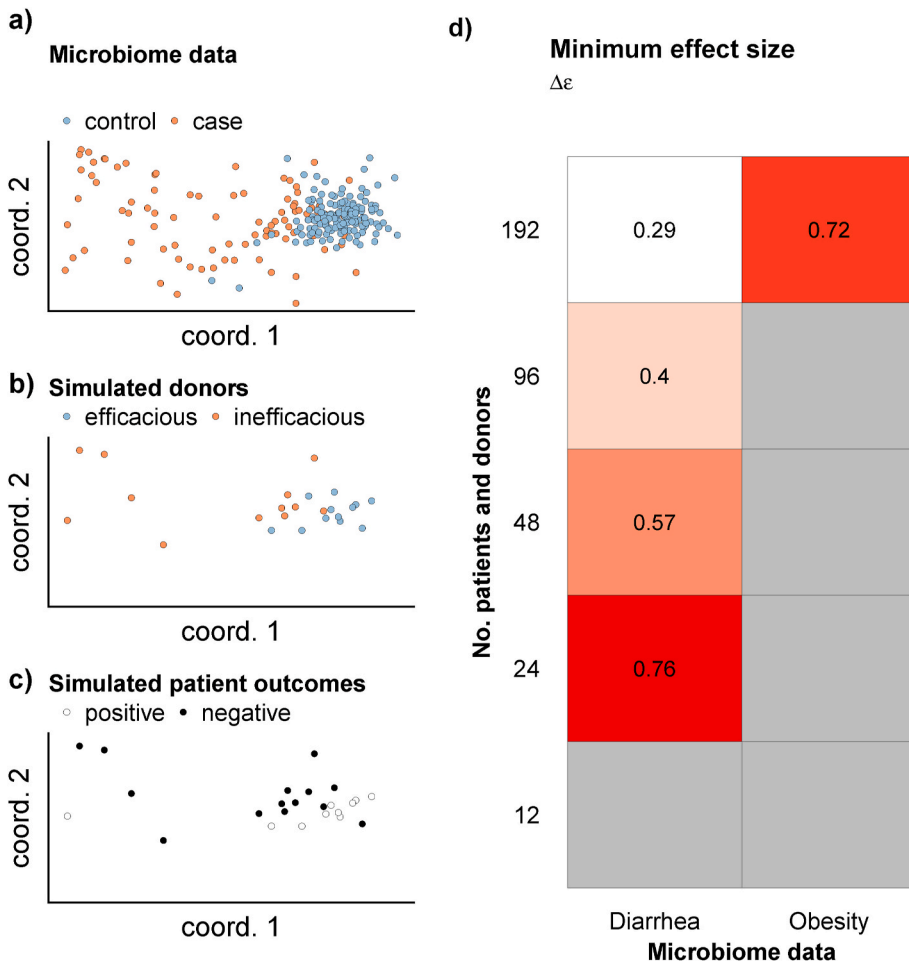 a)
Microbiome data
control case
coord. 2
coord. 1
b)
Simulated donors
efficacious inefficacious
coord. 2
coord. 1
c)
Simulated patient outcomes
positive negative
coord. 2
coord. 1
d)
Minimum effect size
Δε
No. patients and donors
192 0.29 0.72
96 0.4
48 0.57
24 0.76
12
Diarrhea Obesity
Microbiome data